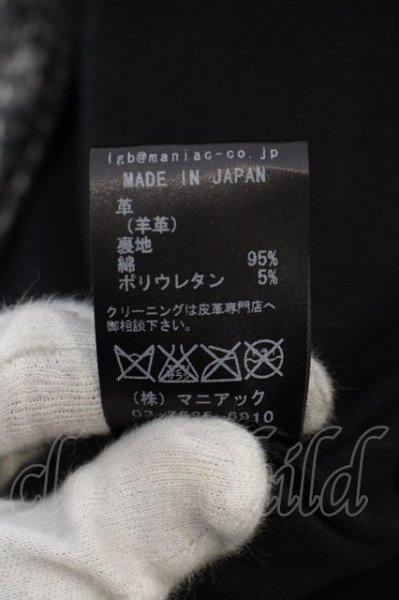 lgb@maniac-co.jp
MADE IN JAPAN
革
(羊革)
裏地
綿 95%
ポリウレタン 5%
クリーニングは皮革専門店へ
御相談下さい。
(株) マニアック